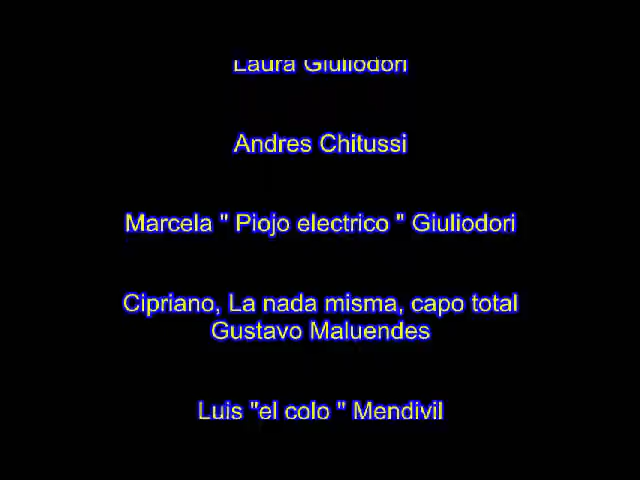 Laura Giuliodori
Andres Chitussi
Marcela " Piojo electrico " Giuliodori
Cipriano, La nada misma, capo total
Gustavo Maluendes
Luis "el colo " Mendivil